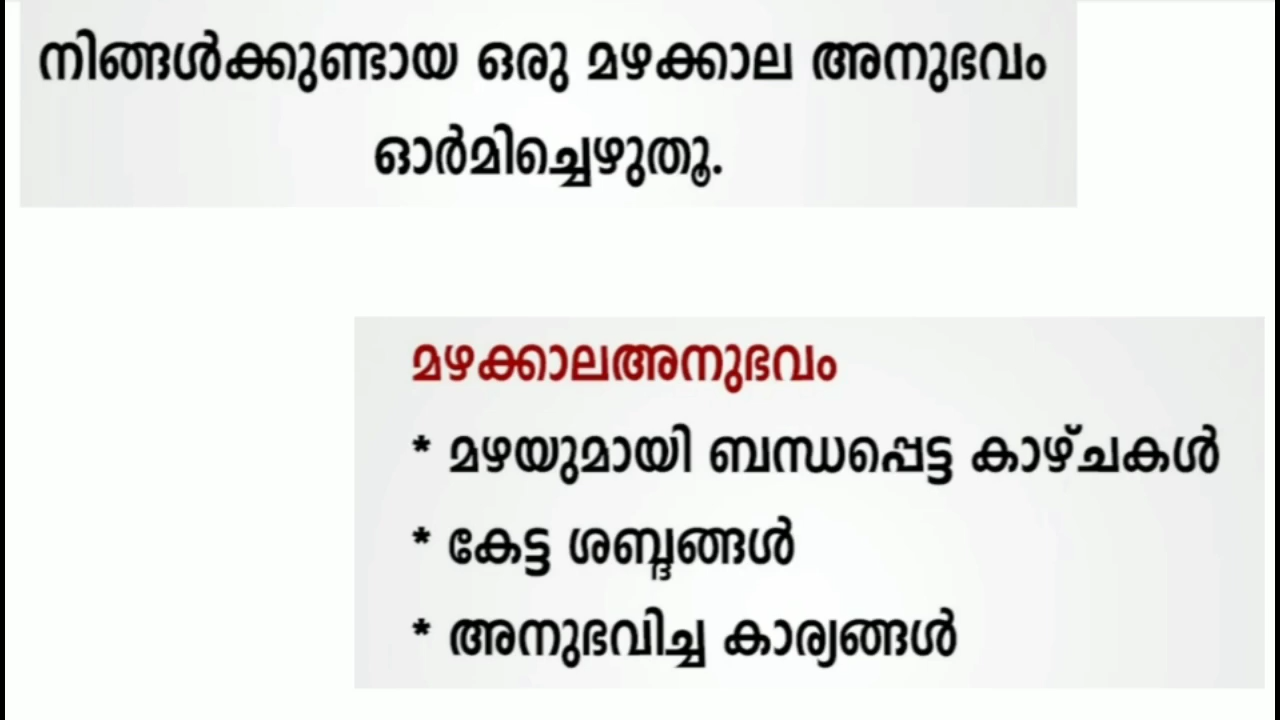 നിങ്ങൾക്കുണ്ടായ ഒരു മഴക്കാല അനുഭവം
ഓർമിച്ചെഴുതൂ.
മഴക്കാലഅനുഭവം
* മഴയുമായി ബന്ധപ്പെട്ട കാഴ്ചകൾ
* കേട്ട ശബ്ദങ്ങൾ
* അനുഭവിച്ച കാര്യങ്ങൾ